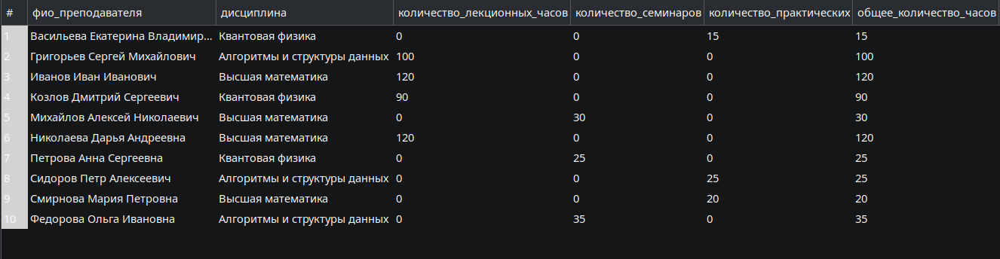 # фио_преподавателя дисциплина количество_лекционных_часов количество_семинаров количество_практических общее_количество_часов
1 Васильева Екатерина Владимир... Квантовая физика 0 0 15 15
2 Григорьев Сергей Михайлович Алгоритмы и структуры данных 100 0 0 100
3 Иванов Иван Иванович Высшая математика 120 0 0 120
4 Козлов Дмитрий Сергеевич Квантовая физика 90 0 0 90
5 Михайлов Алексей Николаевич Высшая математика 0 30 0 30
6 Николаева Дарья Андреевна Высшая математика 120 0 0 120
7 Петрова Анна Сергеевна Квантовая физика 0 25 0 25
8 Сидоров Петр Алексеевич Алгоритмы и структуры данных 0 0 25 25
9 Смирнова Мария Петровна Высшая математика 0 0 20 20
10 Федорова Ольга Ивановна Алгоритмы и структуры данных 0 35 0 35